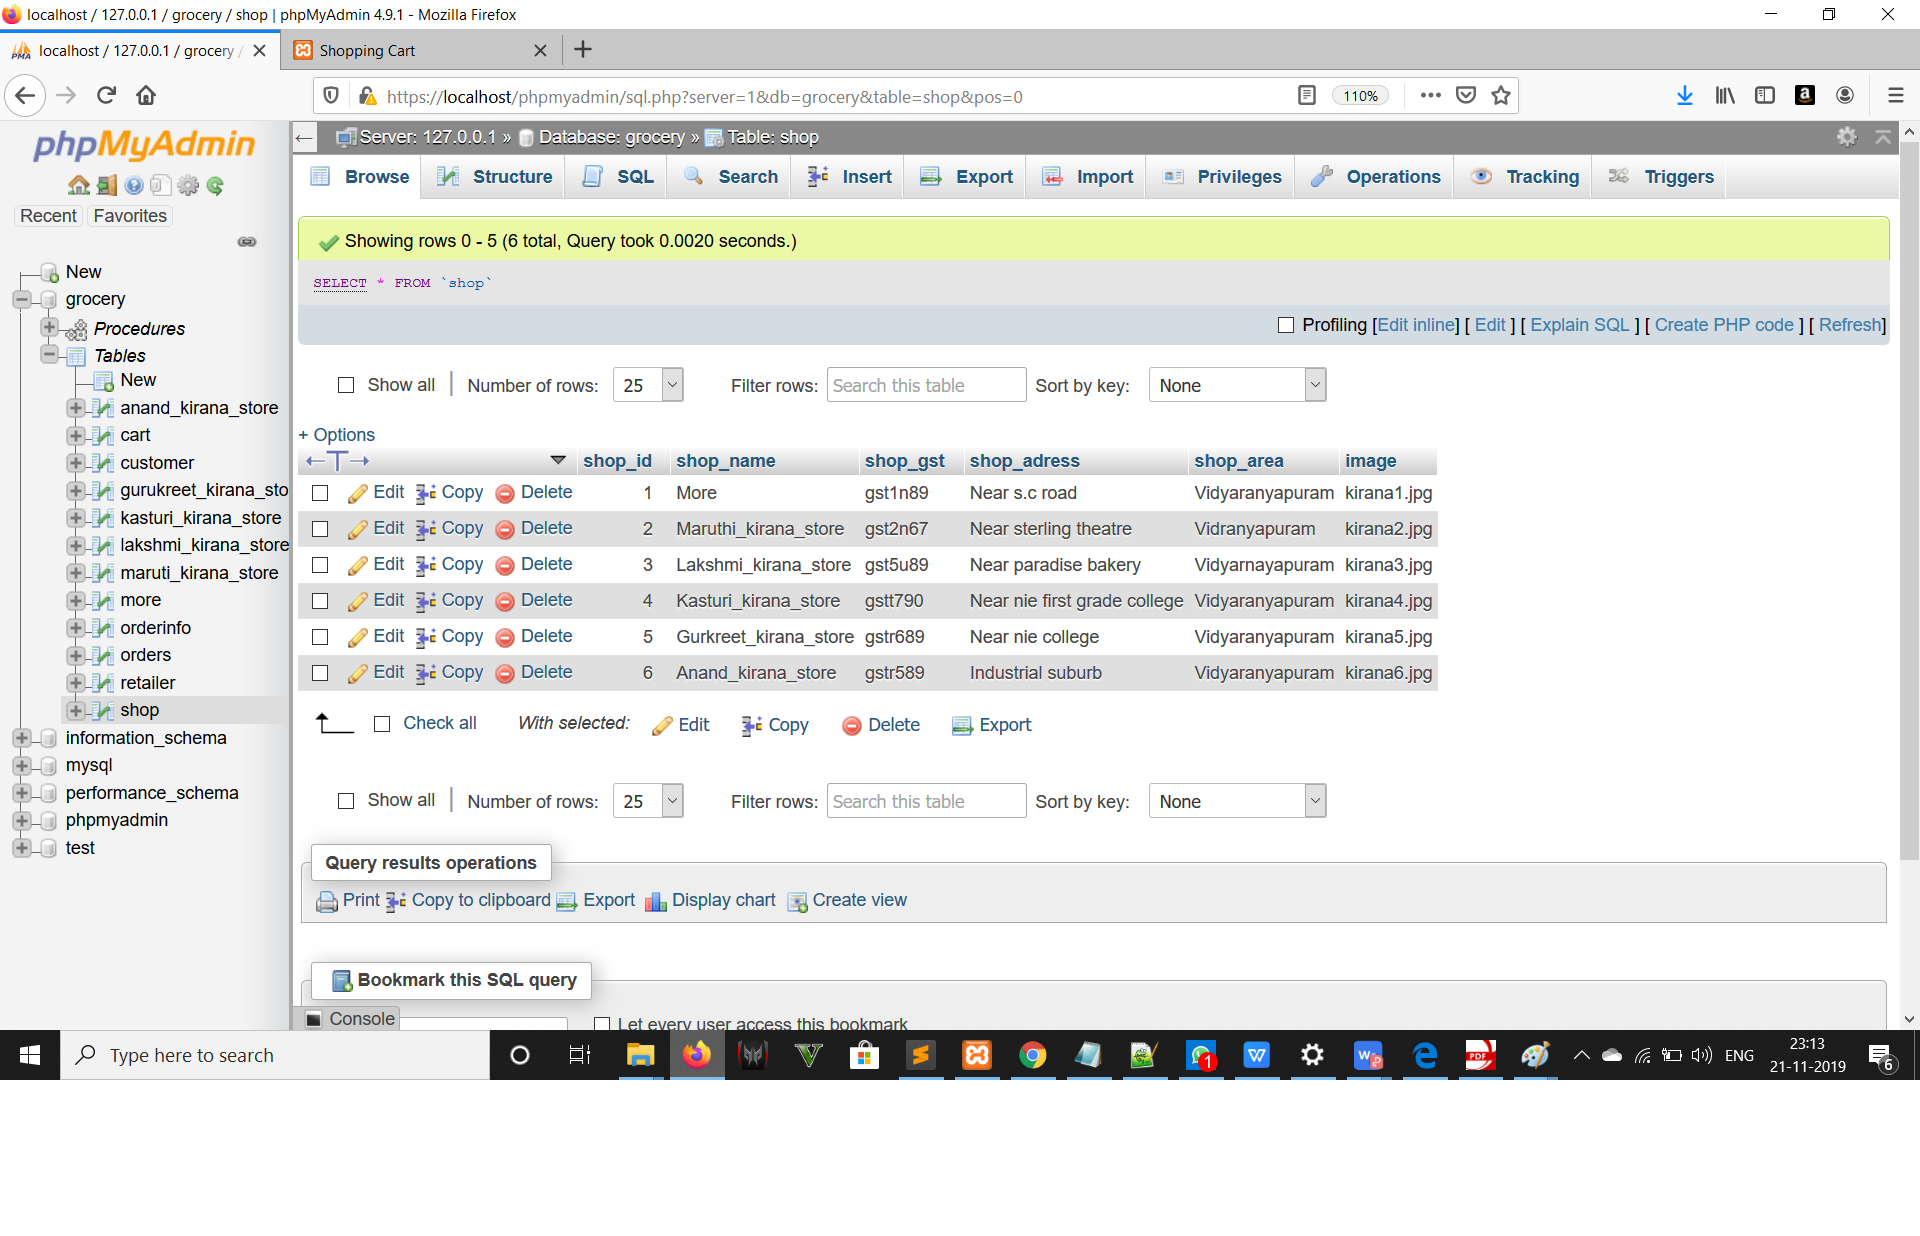 localhost / 127.0.0.1 / grocery / shop | phpMyAdmin 4.9.1 - Mozilla Firefox
localhost / 127.0.0.1 / grocery /
Shopping Cart
https://localhost/phpmyadmin/sql.php?server=1&db=grocery&table=shop&pos=0
110%
phpMyAdmin
Recent Favorites
New
grocery
Procedures
Tables
New
anand_kirana_store
cart
customer
gurukreet_kirana_sto
kasturi_kirana_store
lakshmi_kirana_store
maruti_kirana_store
more
orderinfo
orders
retailer
shop
information_schema
mysql
performance_schema
phpmyadmin
test
Server: 127.0.0.1 » Database: grocery » Table: shop
Browse Structure SQL Search Insert Export Import Privileges Operations Tracking Triggers
Showing rows 0 - 5 (6 total, Query took 0.0020 seconds.)
SELECT * FROM `shop`
Profiling [Edit inline] [ Edit ] [ Explain SQL ] [ Create PHP code ] [ Refresh]
Show all | Number of rows: 25 Filter rows: Search this table Sort by key: None
+ Options
shop_id shop_name shop_gst shop_adress shop_area image
Edit Copy Delete 1 More gst1n89 Near s.c road Vidyaranyapuram kirana1.jpg
Edit Copy Delete 2 Maruthi_kirana_store gst2n67 Near sterling theatre Vidranyapuram kirana2.jpg
Edit Copy Delete 3 Lakshmi_kirana_store gst5u89 Near paradise bakery Vidyarnayapuram kirana3.jpg
Edit Copy Delete 4 Kasturi_kirana_store gstt790 Near nie first grade college Vidyaranyapuram kirana4.jpg
Edit Copy Delete 5 Gurkreet_kirana_store gstr689 Near nie college Vidyaranyapuram kirana5.jpg
Edit Copy Delete 6 Anand_kirana_store gstr589 Industrial suburb Vidyaranyapuram kirana6.jpg
Check all With selected: Edit Copy Delete Export
Show all | Number of rows: 25 Filter rows: Search this table Sort by key: None
Query results operations
Print Copy to clipboard Export Display chart Create view
Bookmark this SQL query
Console
Let every user access this bookmark
Type here to search
1
ENG
23:13
21-11-2019
6